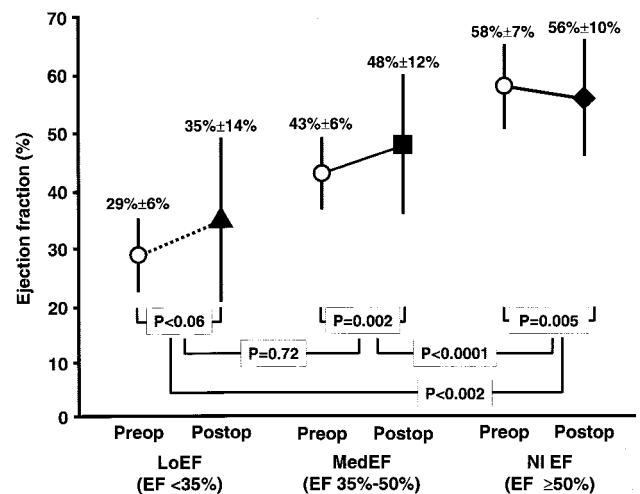 Ejection fraction (%)
70
60
50
40
30
20
10
0
29%±6%
35%±14%
43%±6%
48%±12%
58%±7%
56%±10%
P<0.06
P=0.002
P=0.005
P=0.72
P<0.0001
P<0.002
Preop Postop Preop Postop Preop Postop
LoEF MedEF Nl EF
(EF <35%) (EF 35%-50%) (EF ≥50%)